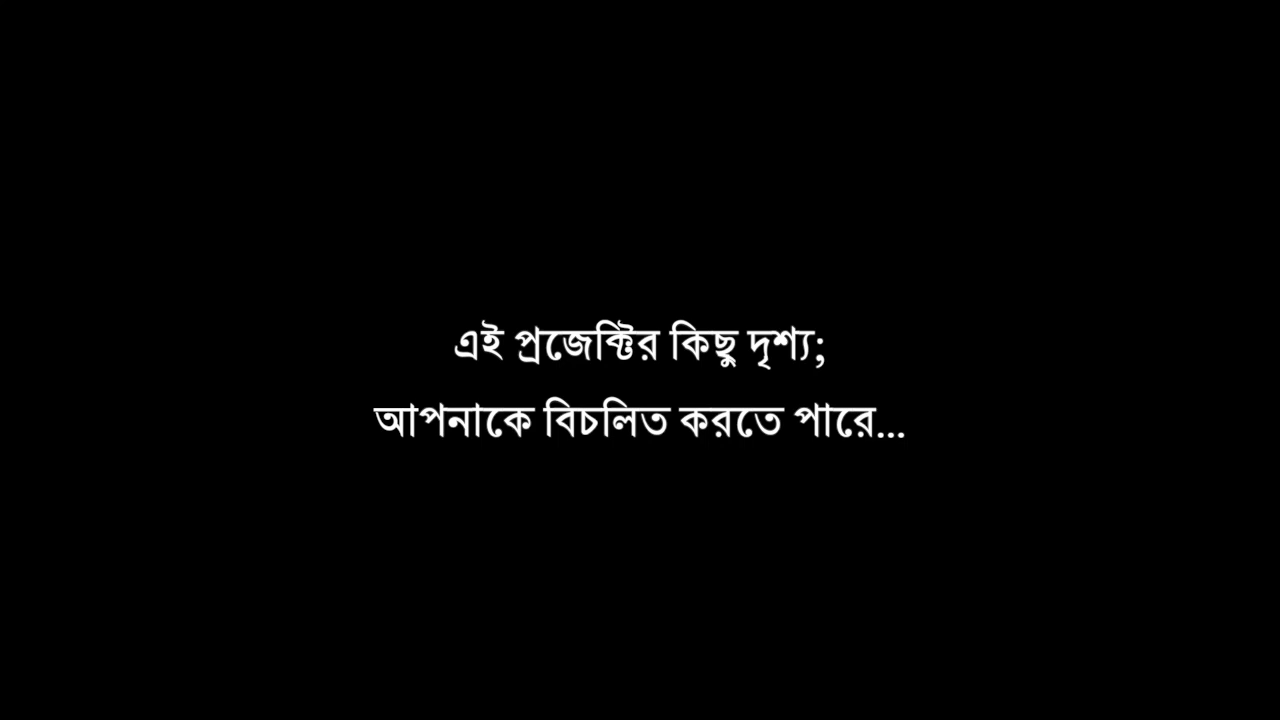 এই প্রজেক্টির কিছু দৃশ্য;
আপনাকে বিচলিত করতে পারে...